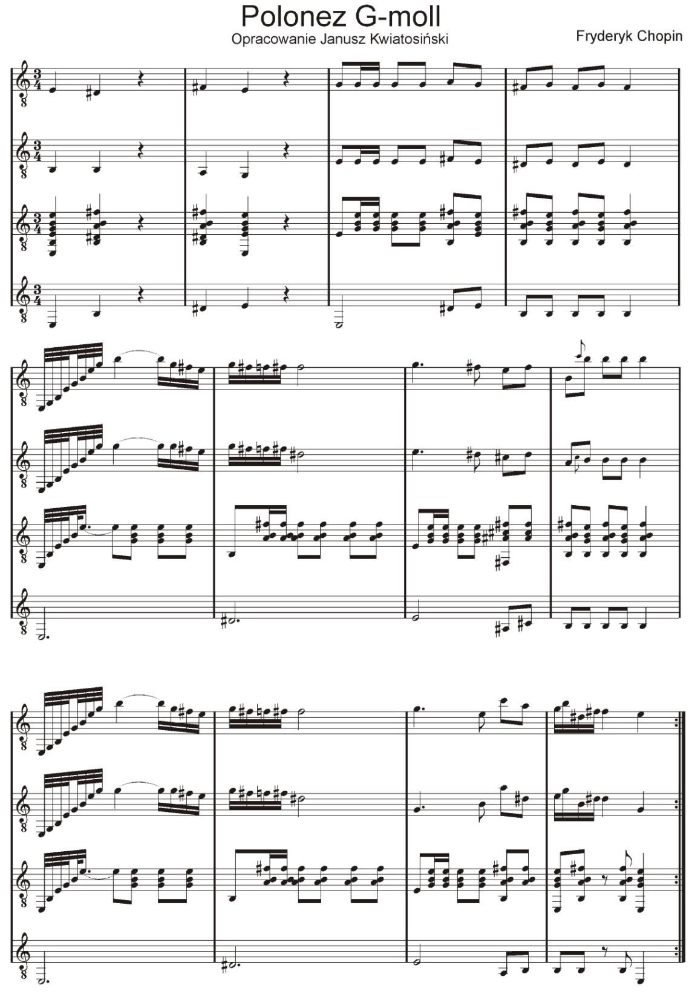 Polonez G-moll
Opracowanie Janusz Kwiatosiński
Fryderyk Chopin